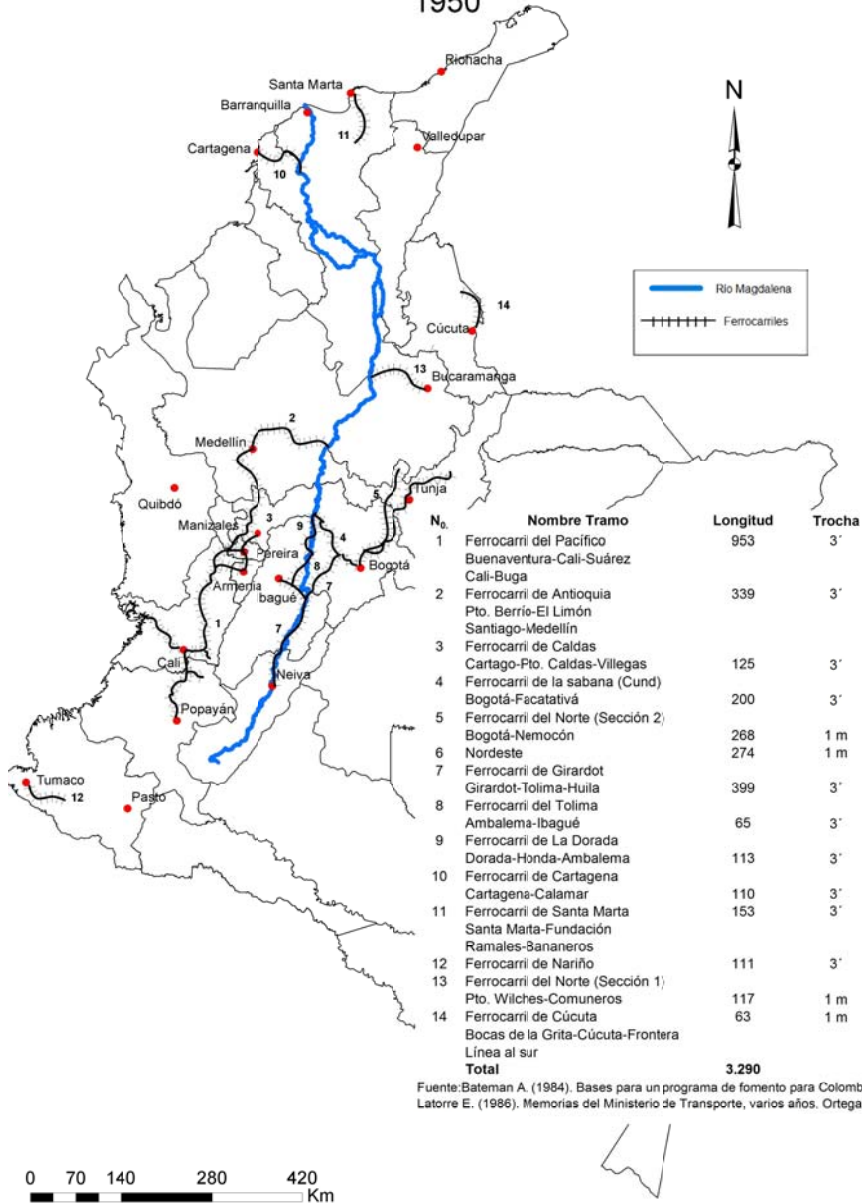 1950
Riohacha
Santa Marta
Barrarquilla
11
Valledupar
Cartagena
10
N
Río Magdalena
Ferrocarriles
14
Cúcuta
13
Bucaramanga
2
Medellín
Quibdó
5
Tunja
Manizales
3
9
4
Pereira
8
Bogotá
Armenia
bagué
7
1
7
Cali
Neiva
Popayán
Tumaco
12
Pasto
No. Nombre Tramo Longitud Trocha
1 Ferrocarril del Pacífico 953 3´
Buenaventura-Cali-Suárez
Cali-Buga
2 Ferrocarril de Antioquia 339 3´
Pto. Berrío-El Limón
Santiago-Medellín
3 Ferrocarril de Caldas
Cartago-Pto. Caldas-Villegas 125 3´
4 Ferrocarril de la sabana (Cund)
Bogotá-Facatativá 200 3´
5 Ferrocarril del Norte (Sección 2)
Bogotá-Nemocón 268 1 m
6 Nordeste 274 1 m
7 Ferrocarril de Girardot
Girardot-Tolima-Huila 399 3´
8 Ferrocarril del Tolima
Ambalema-Ibagué 65 3´
9 Ferrocarril de La Dorada
Dorada-Honda-Ambalema 113 3´
10 Ferrocarril de Cartagena
Cartagena-Calamar 110 3´
11 Ferrocarril de Santa Marta 153 3´
Santa Marta-Fundación
Ramales-Bananeros
12 Ferrocarril de Nariño 111 3´
13 Ferrocarril del Norte (Sección 1)
Pto. Wilches-Comuneros 117 1 m
14 Ferrocarril de Cúcuta 63 1 m
Bocas de la Grita-Cúcuta-Frontera
Línea al sur
Total 3.290
Fuente:Bateman A. (1984). Bases para un programa de fomento para Colomb
Latorre E. (1986). Memorias del Ministerio de Transporte, varios años. Ortega
0 70 140 280 420
Km